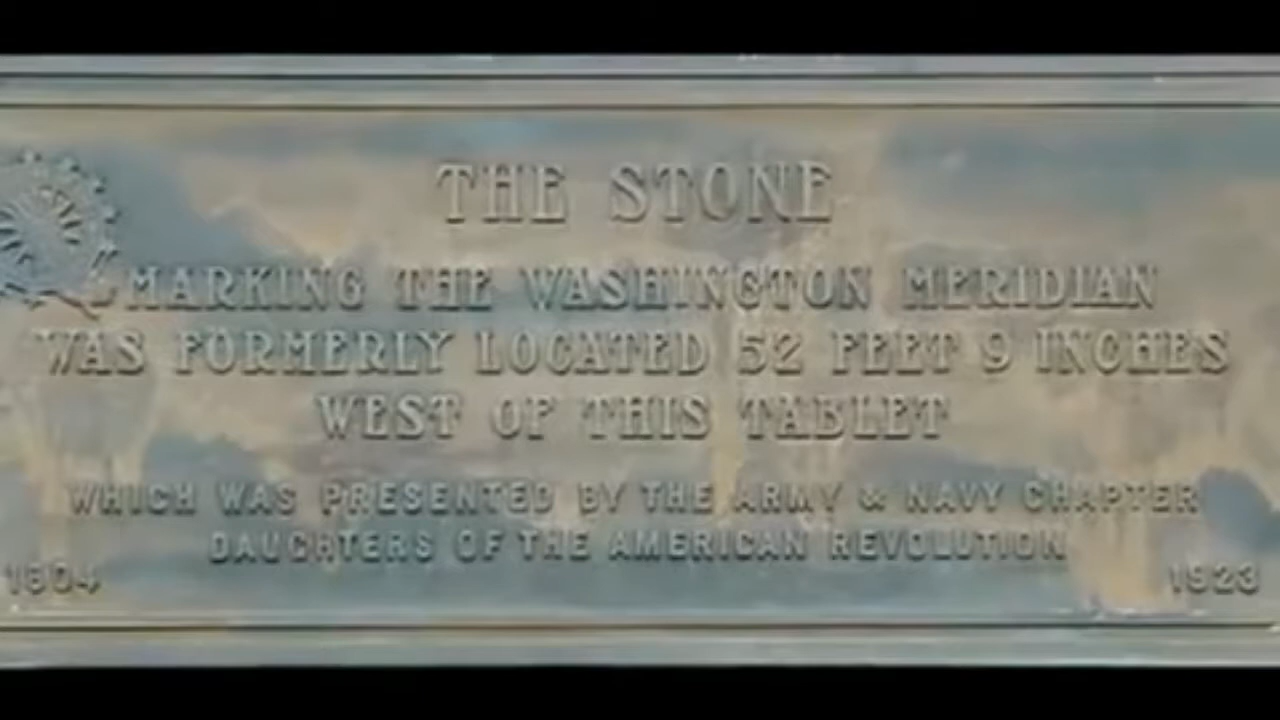 THE STONE
MARKING THE WASHINGTON MERIDIAN
WAS FORMERLY LOCATED 52 FEET 9 INCHES
WEST OF THIS TABLET
WHICH WAS PRESENTED BY THE ARMY & NAVY CHAPTER
DAUGHTERS OF THE AMERICAN REVOLUTION
1804 1923